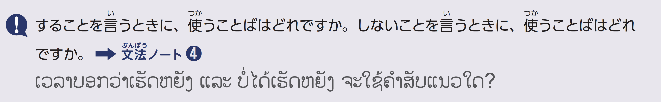 することを言うときに、使うことばはどれですか。しないことを言うときに、使うことばはどれ
ですか。➡文法ノート❹
ເວລາບອກວ່າເຮັດຫຍັງ ແລະ ບໍ່ໄດ້ເຮັດຫຍັງ ຈະໃຊ້ຄໍາສັບແນວໃດ?